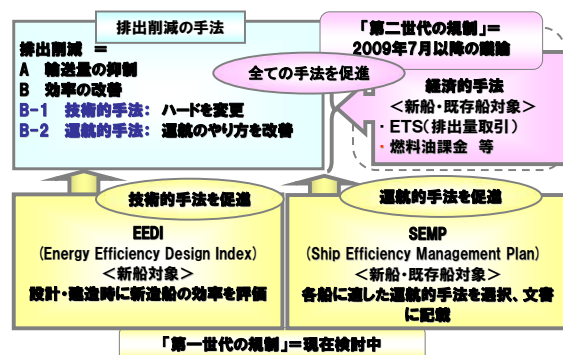 排出削減の手法
排出削減 =
A 輸送量の抑制
B 効率の改善
B-1 技術的手法: ハードを変更
B-2 運航的手法: 運航のやり方を改善
「第二世代の規制」=
2009年7月以降の議論
全ての手法を促進
経済的手法
<新船・既存船対象>
・ETS(排出量取引)
・燃料油課金 等
技術的手法を促進
EEDI
(Energy Efficiency Design Index)
<新船対象>
設計・建造時に新造船の効率を評価
運航的手法を促進
SEMP
(Ship Efficiency Management Plan)
<新船・既存船対象>
各船に適した運航的手法を選択、文書
に記載
「第一世代の規制」=現在検討中